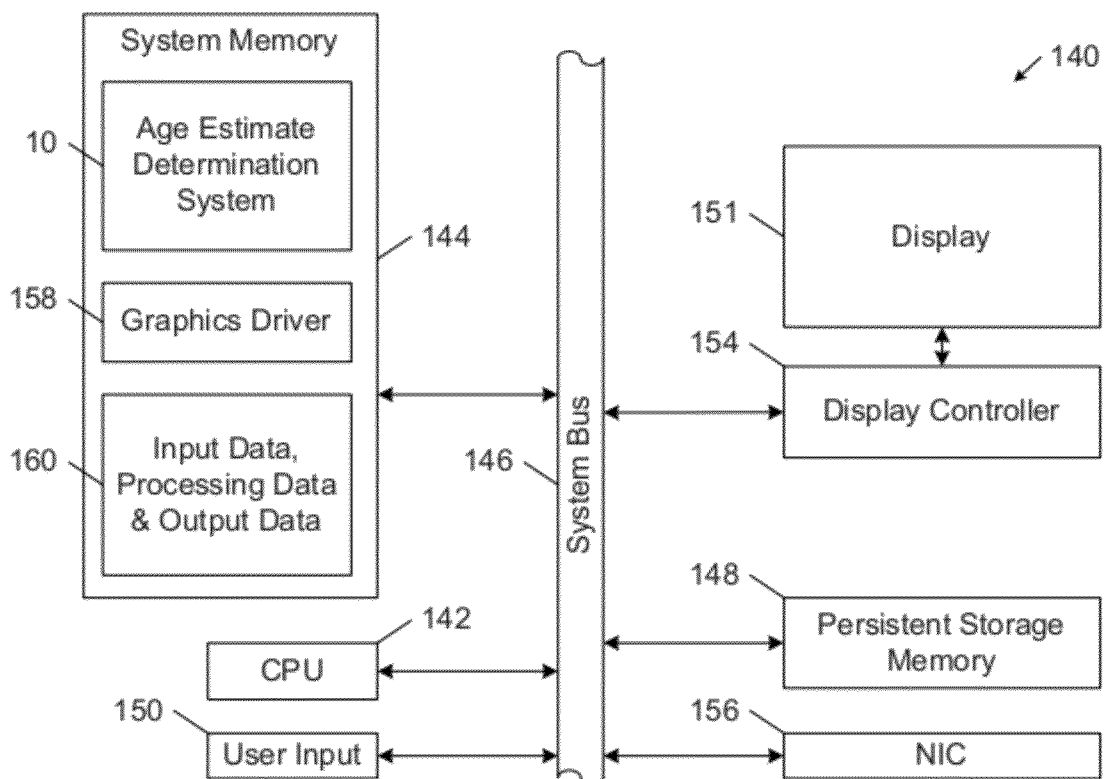 System Memory
140
10
Age Estimate
Determination
System
151
Display
144
158
Graphics Driver
154
Display Controller
160
Input Data,
Processing Data
& Output Data
146
System Bus
148
Persistent Storage
Memory
142
CPU
150
User Input
156
NIC